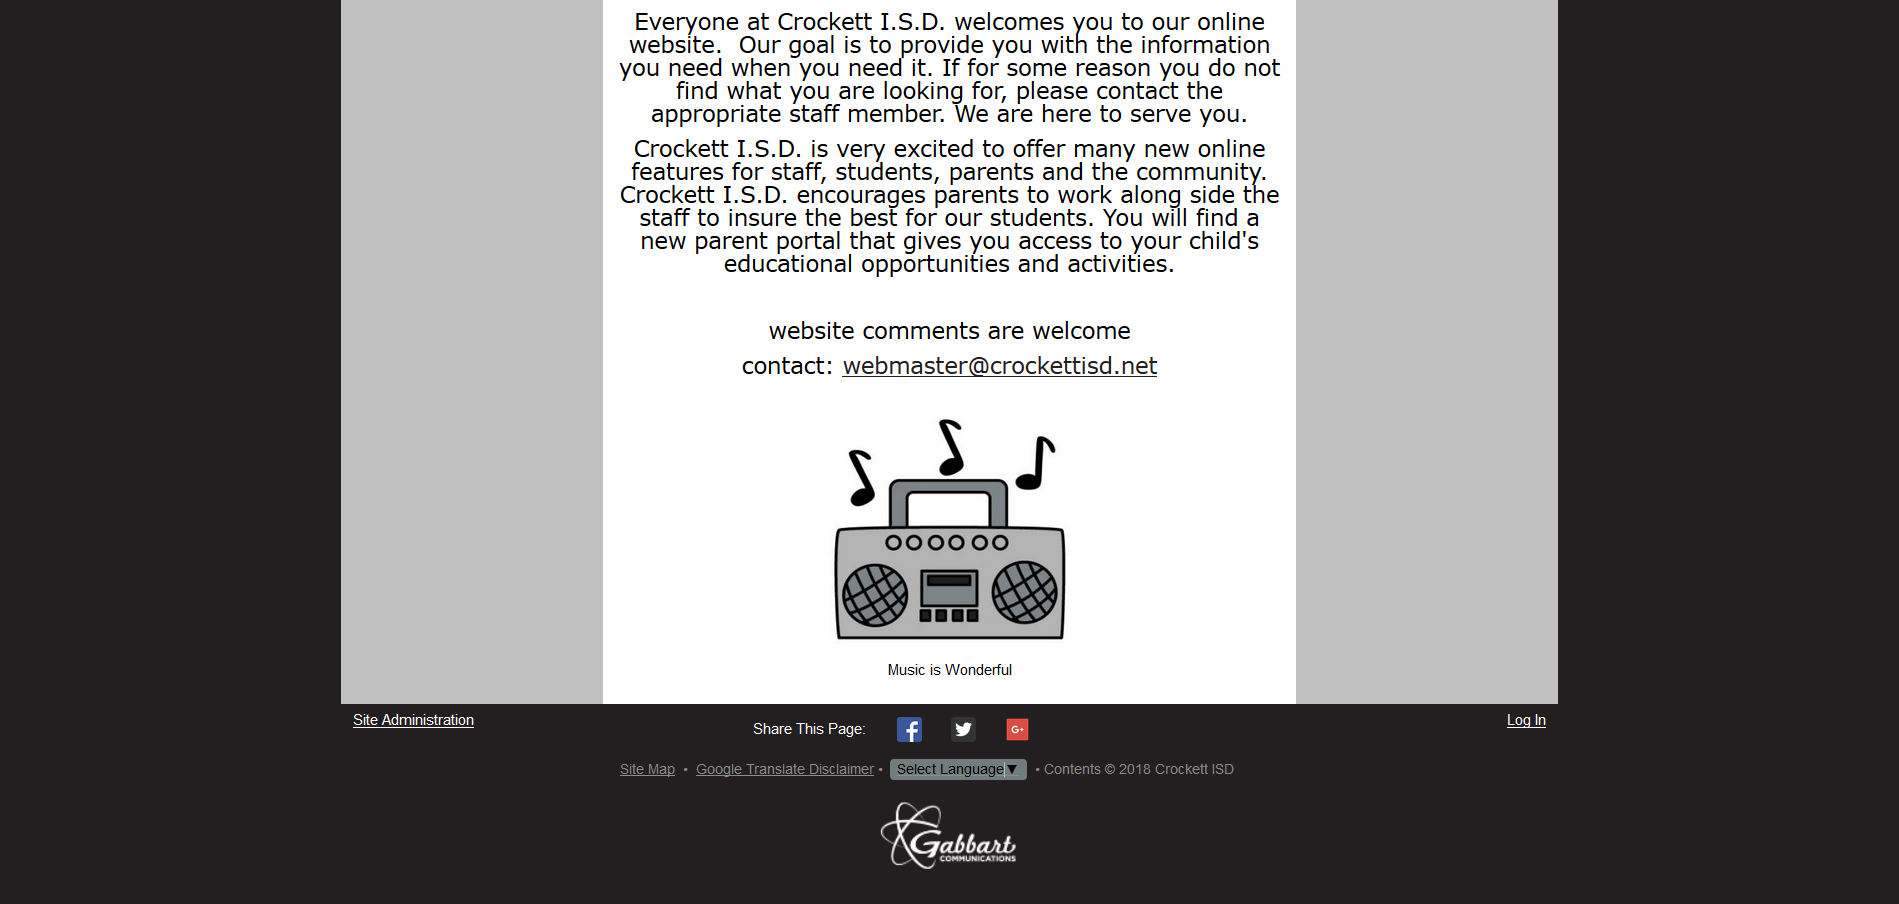 Everyone at Crockett I.S.D. welcomes you to our online
website.  Our goal is to provide you with the information
you need when you need it. If for some reason you do not
find what you are looking for, please contact the
appropriate staff member. We are here to serve you.
Crockett I.S.D. is very excited to offer many new online
features for staff, students, parents and the community.
Crockett I.S.D. encourages parents to work along side the
staff to insure the best for our students. You will find a
new parent portal that gives you access to your child's
educational opportunities and activities.
website comments are welcome
contact: webmaster@crockettisd.net
Music is Wonderful
Site Administration
Share This Page:
Log In
Site Map • Google Translate Disclaimer • Select Language▼ • Contents © 2018 Crockett ISD
Gabbart
COMMUNICATIONS